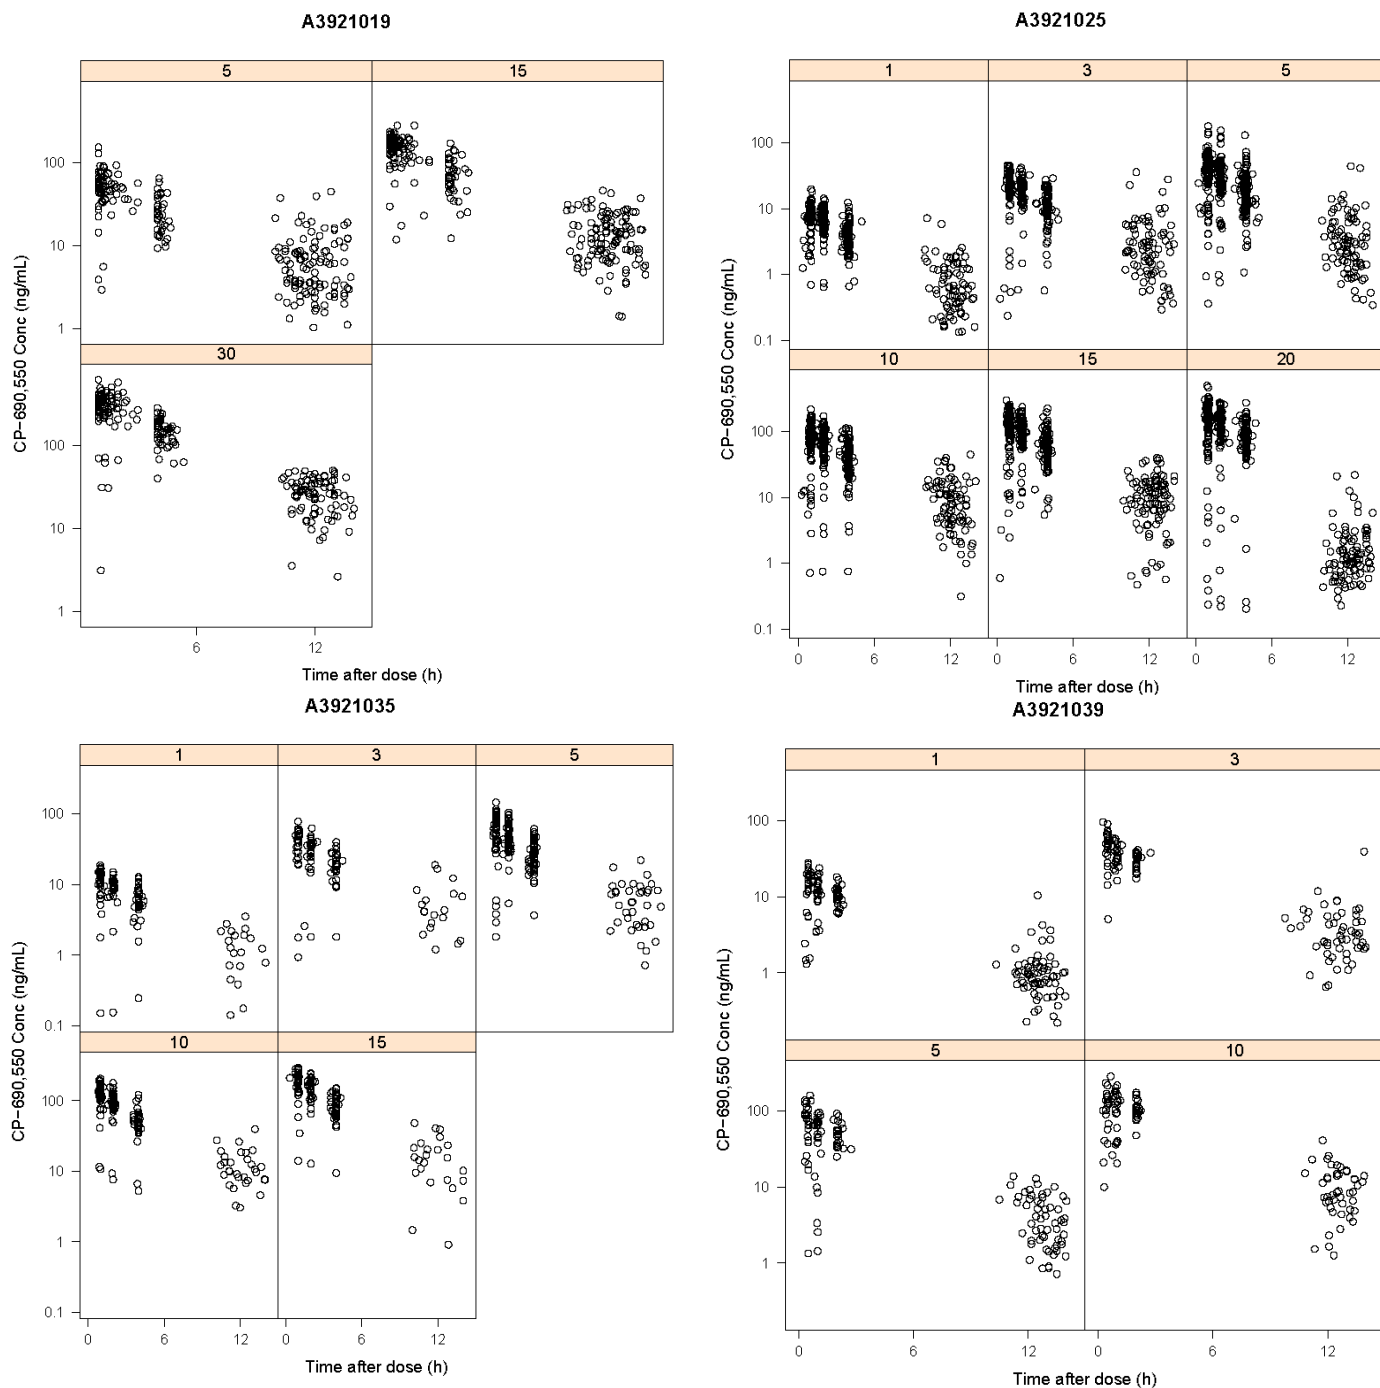 A3921019
5 15
100
10
1
30
100
10
1
CP-690,550 Conc (ng/mL)
6 12
Time after dose (h)
A3921025
1 3 5
100
10
1
0.1
10 15 20
100
10
1
0.1
CP-690,550 Conc (ng/mL)
0 6 12 0 6 12 0 6 12
Time after dose (h)
A3921035
1 3 5
100
10
1
0.1
10 15
100
10
1
0.1
CP-690,550 Conc (ng/mL)
0 6 12 0 6 12
Time after dose (h)
A3921039
1 3
100
10
1
5 10
100
10
1
CP-690,550 Conc (ng/mL)
0 6 12 0 6 12
Time after dose (h)